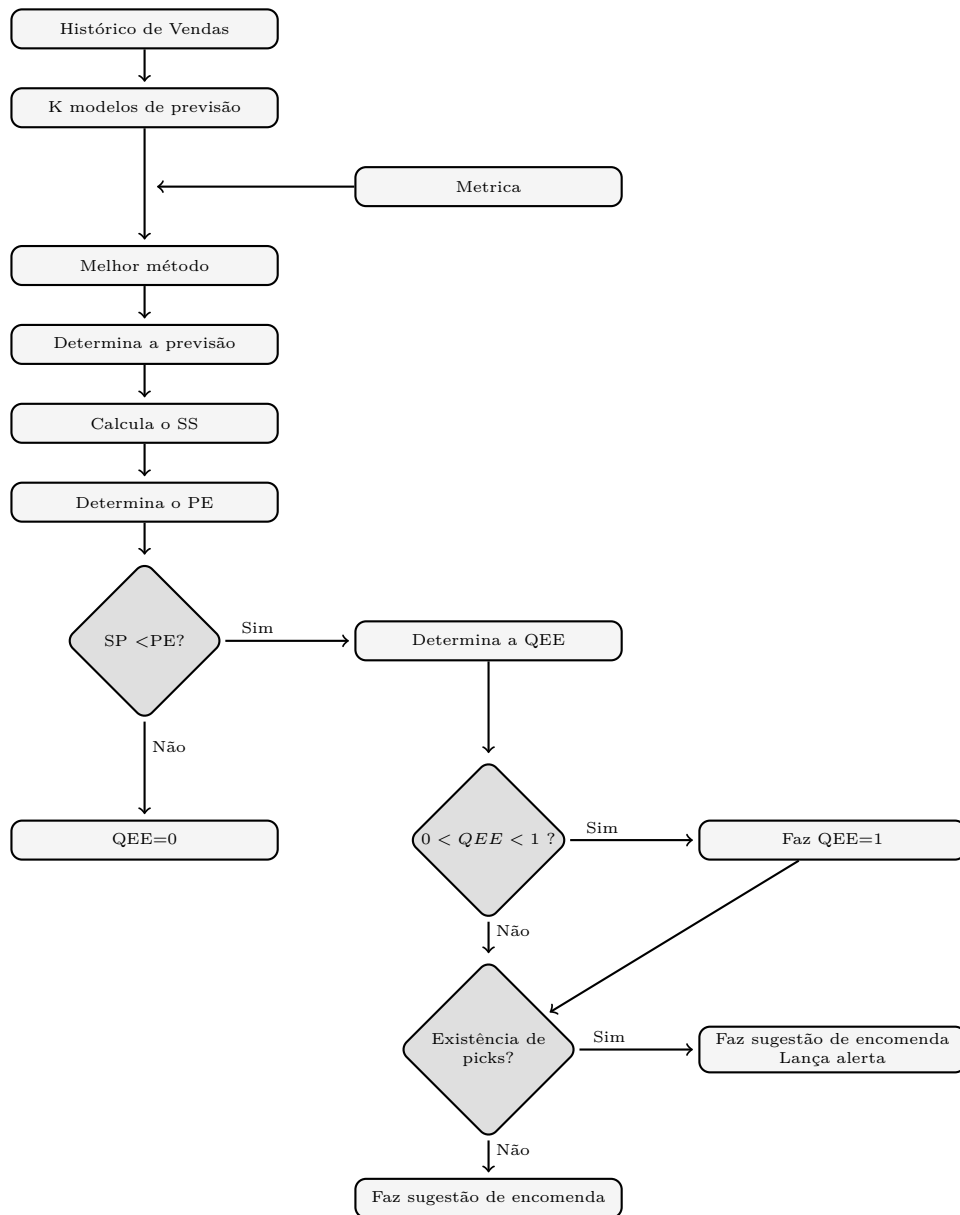 Histórico de Vendas
K modelos de previsão
Metrica
Melhor método
Determina a previsão
Calcula o SS
Determina o PE
SP <PE?
Sim
Determina a QEE
Não
QEE=0
0 < QEE < 1 ?
Sim
Faz QEE=1
Não
Existência de
picks?
Sim
Faz sugestão de encomenda
Lança alerta
Não
Faz sugestão de encomenda